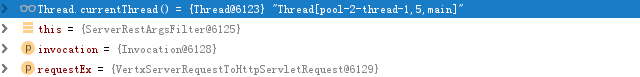 Thread.currentThread() = {Thread@6123} "Thread[pool-2-thread-1,5,main]"
this = {ServerRestArgsFilter@6125}
invocation = {Invocation@6128}
requestEx = {VertxServerRequestToHttpServletRequest@6129}